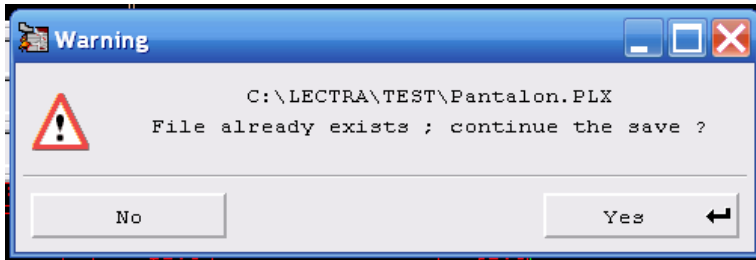 Warning
C:\LECTRA\TEST\Pantalon.PLX
File already exists ; continue the save ?
No
Yes